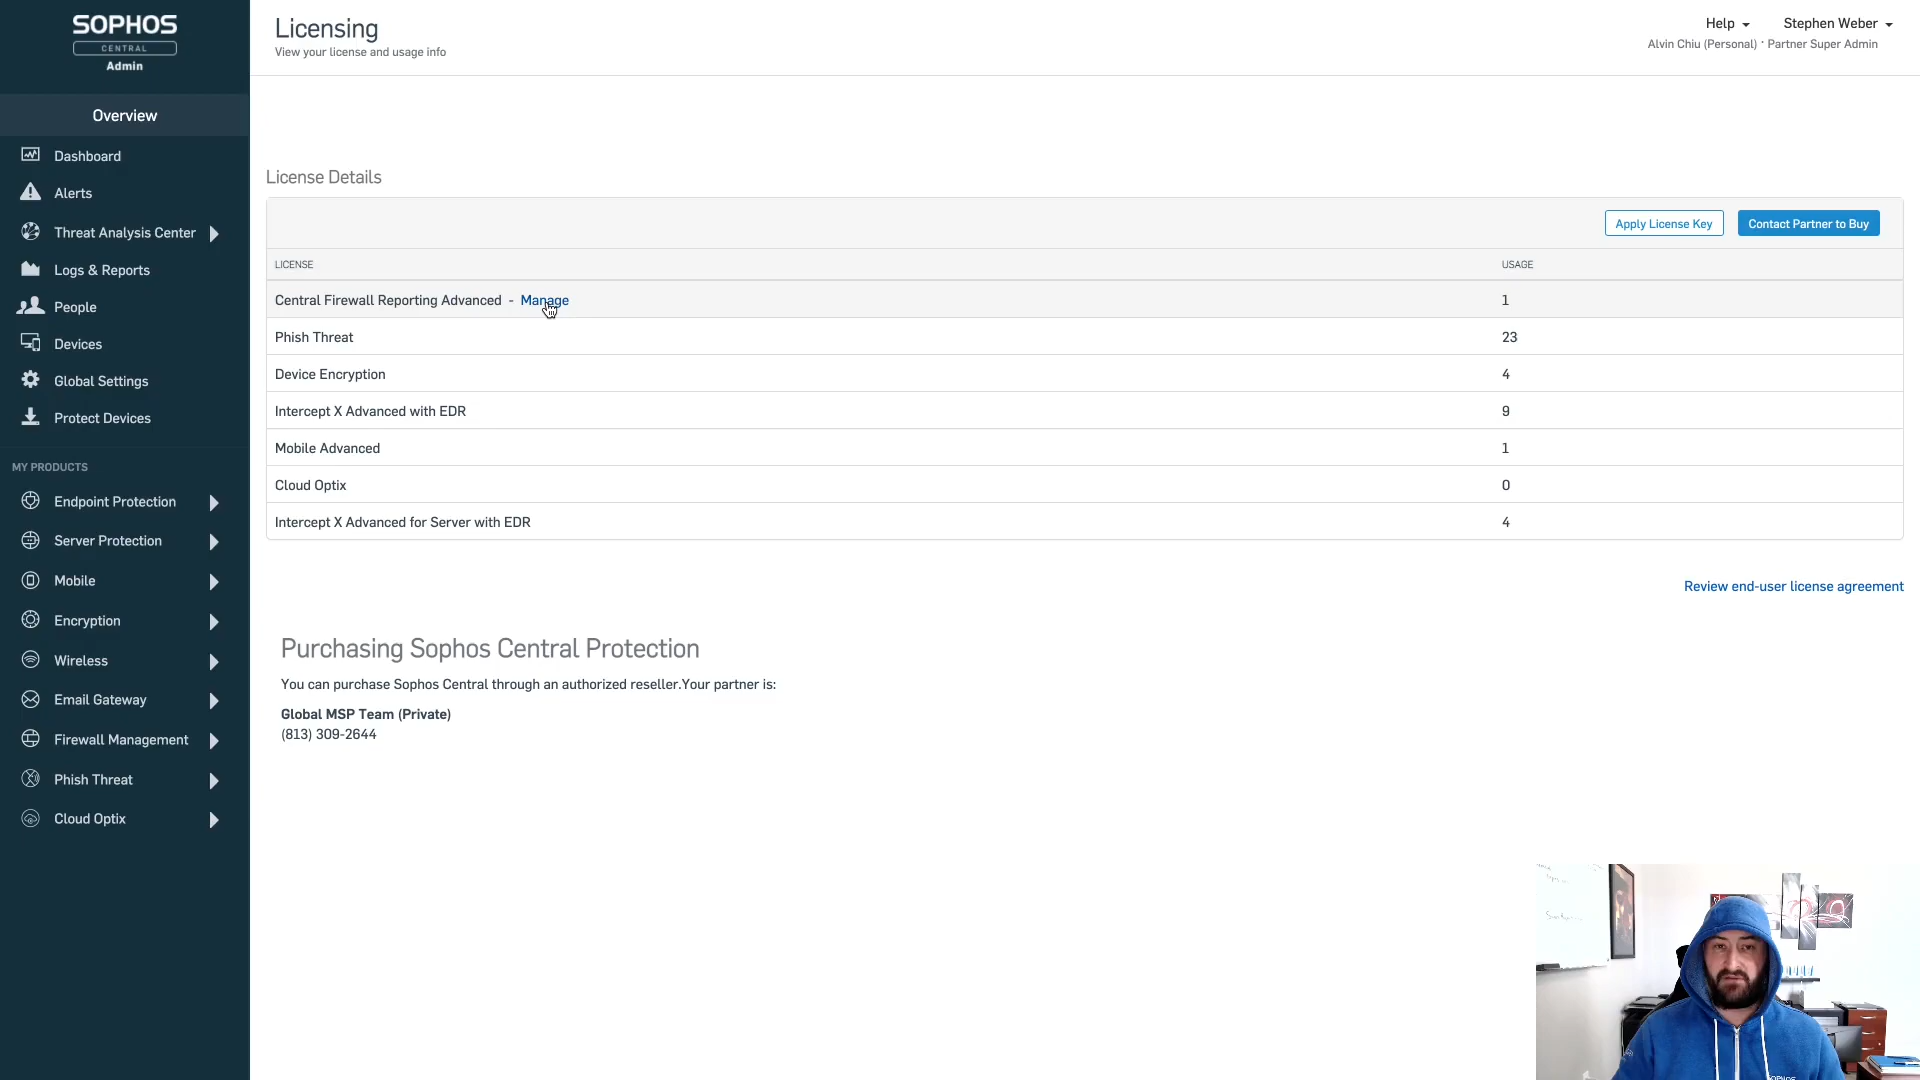 SOPHOS
CENTRAL
Admin
Overview
Dashboard
Alerts
Threat Analysis Center
Logs & Reports
People
Devices
Global Settings
Protect Devices
MY PRODUCTS
Endpoint Protection
Server Protection
Mobile
Encryption
Wireless
Email Gateway
Firewall Management
Phish Threat
Cloud Optix
Licensing
View your license and usage info
Help
Stephen Weber
Alvin Chiu (Personal) · Partner Super Admin
License Details
Apply License Key
Contact Partner to Buy
LICENSE USAGE
Central Firewall Reporting Advanced - Manage 1
Phish Threat 23
Device Encryption 4
Intercept X Advanced with EDR 9
Mobile Advanced 1
Cloud Optix 0
Intercept X Advanced for Server with EDR 4
Review end-user license agreement
Purchasing Sophos Central Protection
You can purchase Sophos Central through an authorized reseller.Your partner is:
Global MSP Team (Private)
(813) 309-2644
SOPHOS